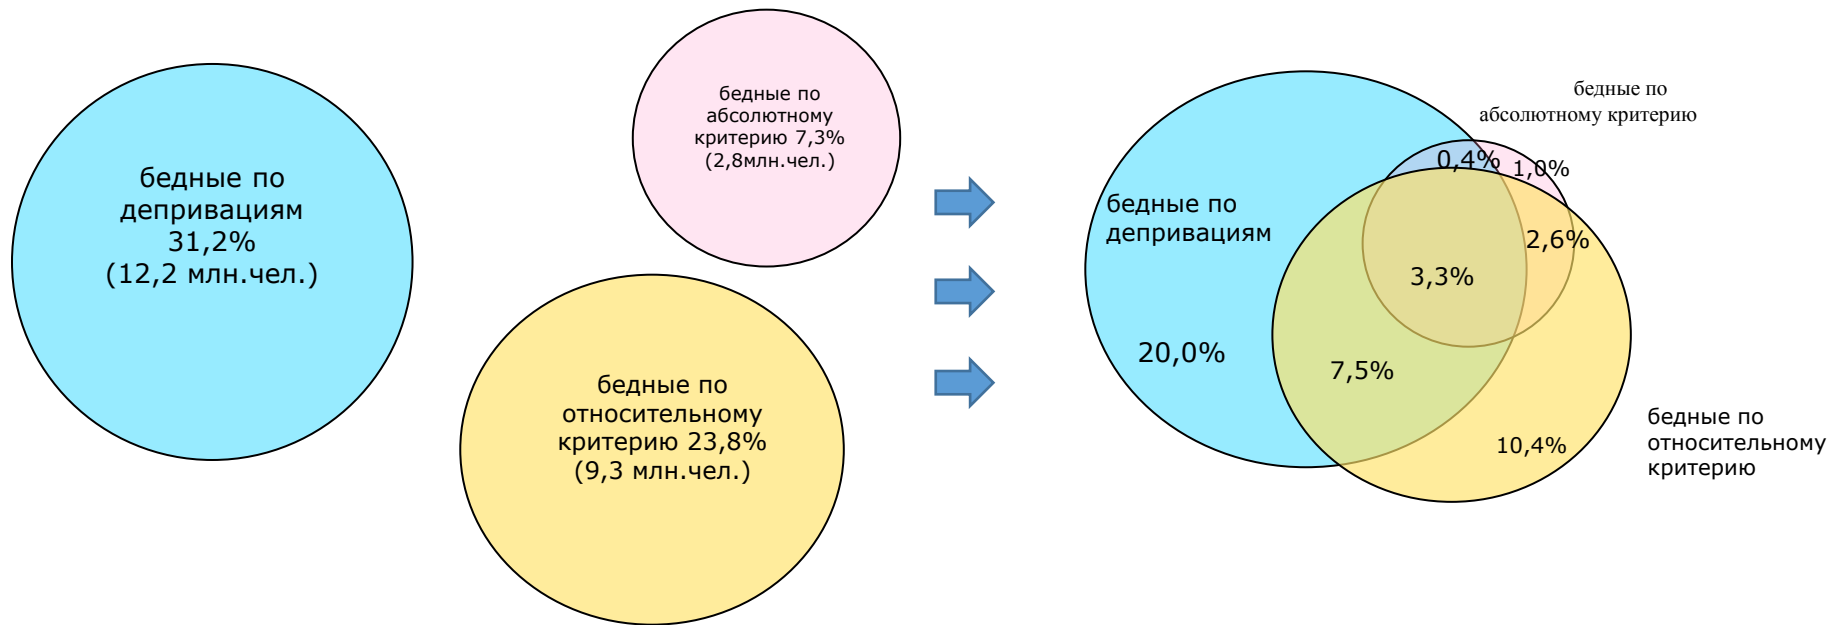 бедные по
депривациям
31,2%
(12,2 млн.чел.)
бедные по
абсолютному
критерию 7,3%
(2,8млн.чел.)
бедные по
относительному
критерию 23,8%
(9,3 млн.чел.)
бедные по
абсолютному критерию
0,4%
1,0%
бедные по
депривациям
2,6%
3,3%
20,0%
7,5%
10,4%
бедные по
относительному
критерию